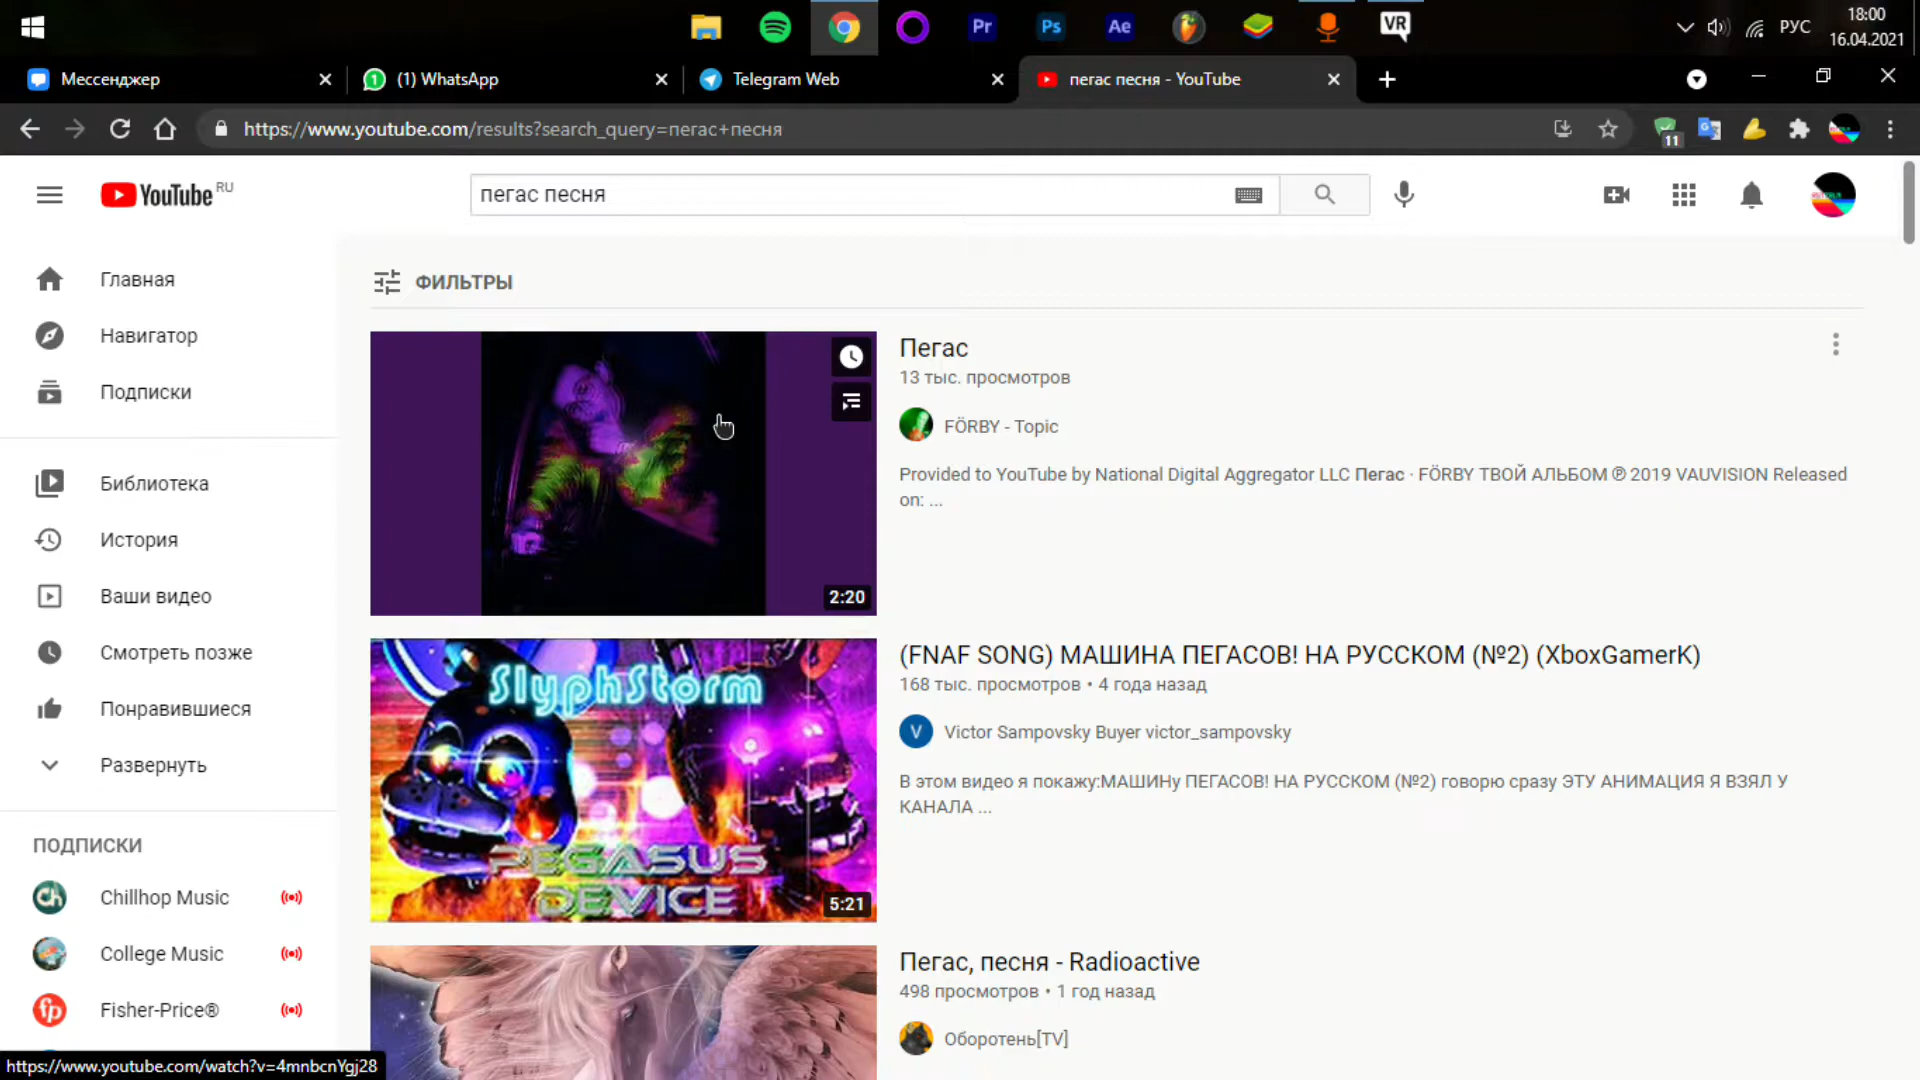 Pr
Ps
Ae
VR
РУС
18:00
16.04.2021
Мессенджер
(1) WhatsApp
Telegram Web
пегас песня - YouTube
https://www.youtube.com/results?search_query=пегас+песня
11
YouTube RU
пегас песня
Главная
Навигатор
Подписки
Библиотека
История
Ваши видео
Смотреть позже
Понравившиеся
Развернуть
ПОДПИСКИ
Chillhop Music
College Music
Fisher-Price®
https://www.youtube.com/watch?v=4mnbcnYgj28
ФИЛЬТРЫ
2:20
Пегас
13 тыс. просмотров
FÖRBY - Topic
Provided to YouTube by National Digital Aggregator LLC Пегас · FÖRBY ТВОЙ АЛЬБОМ ℗ 2019 VAUVISION Released
on: ...
SlyphStorm
PEGASUS
DEVICE
5:21
(FNAF SONG) МАШИНА ПЕГАСОВ! НА РУССКОМ (№2) (XboxGamerK)
168 тыс. просмотров • 4 года назад
V
Victor Sampovsky Buyer victor_sampovsky
В этом видео я покажу:МАШИНу ПЕГАСОВ! НА РУССКОМ (№2) говорю сразу ЭТУ АНИМАЦИЯ Я ВЗЯЛ У
КАНАЛА ...
Пегас, песня - Radioactive
498 просмотров • 1 год назад
Оборотень[TV]